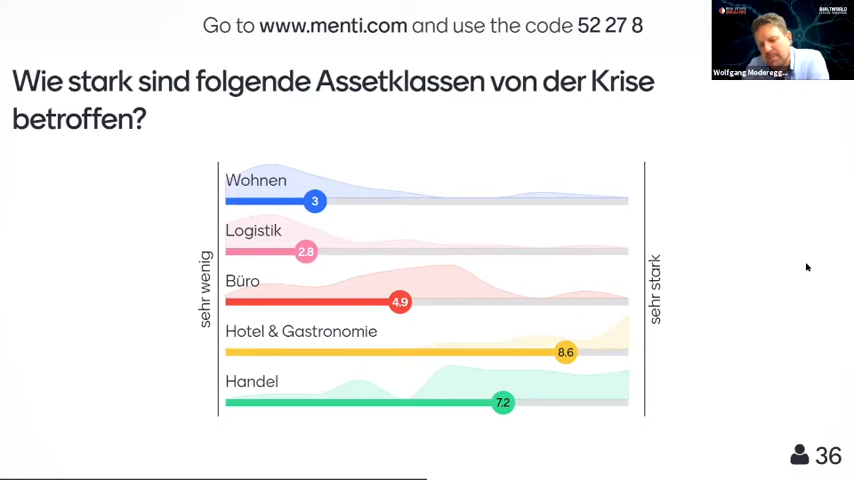 Go to www.menti.com and use the code 52 27 8
Wie stark sind folgende Assetklassen von der Krise
betroffen?
Wolfgang Moderegg...
sehr wenig
Wohnen
3
Logistik
2.8
Büro
4.9
Hotel & Gastronomie
8.6
Handel
7.2
sehr stark
36